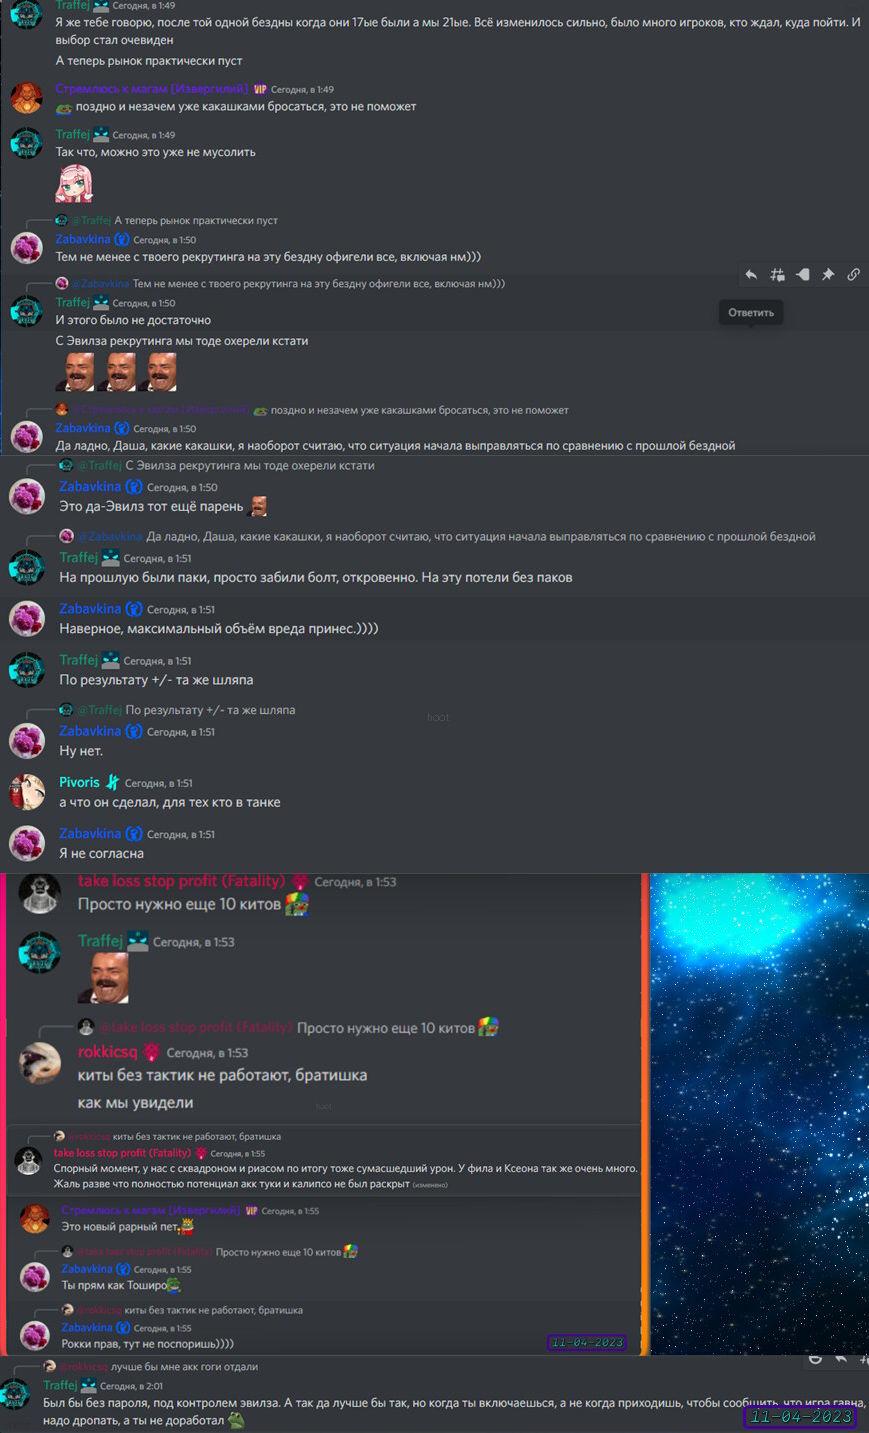 Traffej Сегодня, в 1:49
Я же тебе говорю, после той одной бездны когда они 17ые были а мы 21ые. Всё изменилось сильно, было много игроков, кто ждал, куда пойти. И
выбор стал очевиден
А теперь рынок практически пуст
Стремлюсь к магам [Извергилий] VIP Сегодня, в 1:49
поздно и незачем уже какашками бросаться, это не поможет
Traffej Сегодня, в 1:49
Так что, можно это уже не мусолить
@Traffej А теперь рынок практически пуст
Zabavkina Сегодня, в 1:50
Тем не менее с твоего рекрутинга на эту бездну офигели все, включая нм)))
@Zabavkina Тем не менее с твоего рекрутинга на эту бездну офигели все, включая нм)))
Traffej Сегодня, в 1:50
И этого было не достаточно
Ответить
С Эвилза рекрутинга мы тоде охерели кстати
@Стремлюсь к магам [Извергилий] поздно и незачем уже какашками бросаться, это не поможет
Zabavkina Сегодня, в 1:50
Да ладно, Даша, какие какашки, я наоборот считаю, что ситуация начала выправляться по сравнению с прошлой бездной
@Traffej С Эвилза рекрутинга мы тоде охерели кстати
Zabavkina Сегодня, в 1:50
Это да-Эвилз тот ещё парень
@Zabavkina Да ладно, Даша, какие какашки, я наоборот считаю, что ситуация начала выправляться по сравнению с прошлой бездной
Traffej Сегодня, в 1:51
На прошлую были паки, просто забили болт, откровенно. На эту потели без паков
Zabavkina Сегодня, в 1:51
Наверное, максимальный объём вреда принес.))))
Traffej Сегодня, в 1:51
По результату +/- та же шляпа
@Traffej По результату +/- та же шляпа
Zabavkina Сегодня, в 1:51
Ну нет.
Pivoris Сегодня, в 1:51
а что он сделал, для тех кто в танке
Zabavkina Сегодня, в 1:51
Я не согласна
take loss stop profit (Fatality) Сегодня, в 1:53
Просто нужно еще 10 китов
Traffej Сегодня, в 1:53
@take loss stop profit (Fatality) Просто нужно еще 10 китов
rokkicsq Сегодня, в 1:53
киты без тактик не работают, братишка
как мы увидели
@rokkicsq киты без тактик не работают, братишка
take loss stop profit (Fatality) Сегодня, в 1:55
Спорный момент, у нас с сквадроном и риасом по итогу тоже сумасшедший урон. У фила и Ксеона так же очень много.
Жаль разве что полностью потенциал акк туки и калипсо не был раскрыт (изменено)
Стремлюсь к магам [Извергилий] VIP Сегодня, в 1:55
Это новый рарный пет
@take loss stop profit (Fatality) Просто нужно еще 10 китов
Zabavkina Сегодня, в 1:55
Ты прям как Тоширо
@rokkicsq киты без тактик не работают, братишка
Zabavkina Сегодня, в 1:55
Рокки прав, тут не поспоришь))))
11-04-2023
@rokkicsq лучше бы мне акк гоги отдали
Traffej Сегодня, в 2:01
Был бы без пароля, под контролем эвилза. А так да лучше бы так, но когда ты включаешься, а не когда приходишь, чтобы сообщить, что игра гавна,
надо дропать, а ты не доработал
11-04-2023